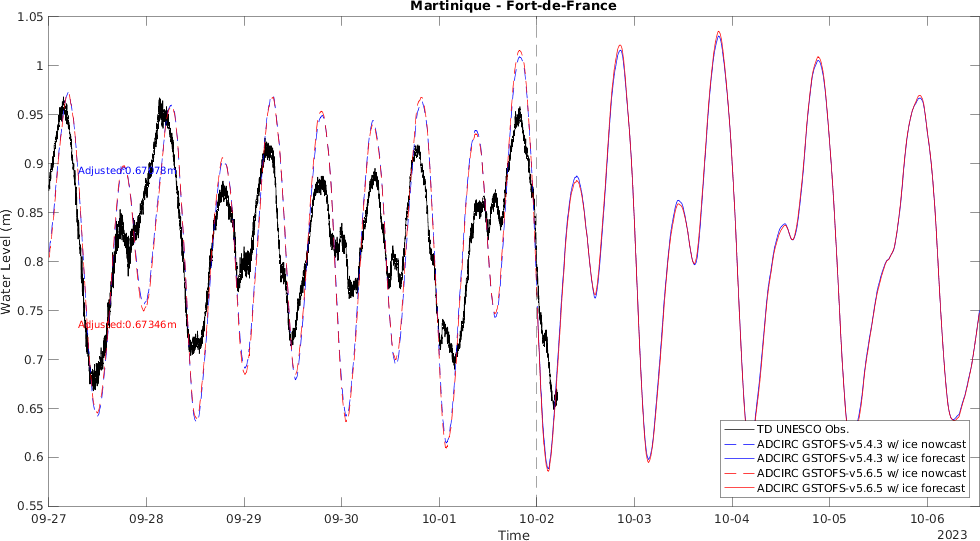 Martinique - Fort-de-France
1.05
1
0.95
0.9
0.85
0.8
0.75
0.7
0.65
0.6
0.55
Water Level (m)
Adjusted:0.67346m
TD UNESCO Obs.
ADCIRC GSTOFS-v5.4.3 w/ ice nowcast
ADCIRC GSTOFS-v5.4.3 w/ ice forecast
ADCIRC GSTOFS-v5.6.5 w/ ice nowcast
ADCIRC GSTOFS-v5.6.5 w/ ice forecast
09-27 09-28 09-29 09-30 10-01 10-02 10-03 10-04 10-05 10-06
Time
2023